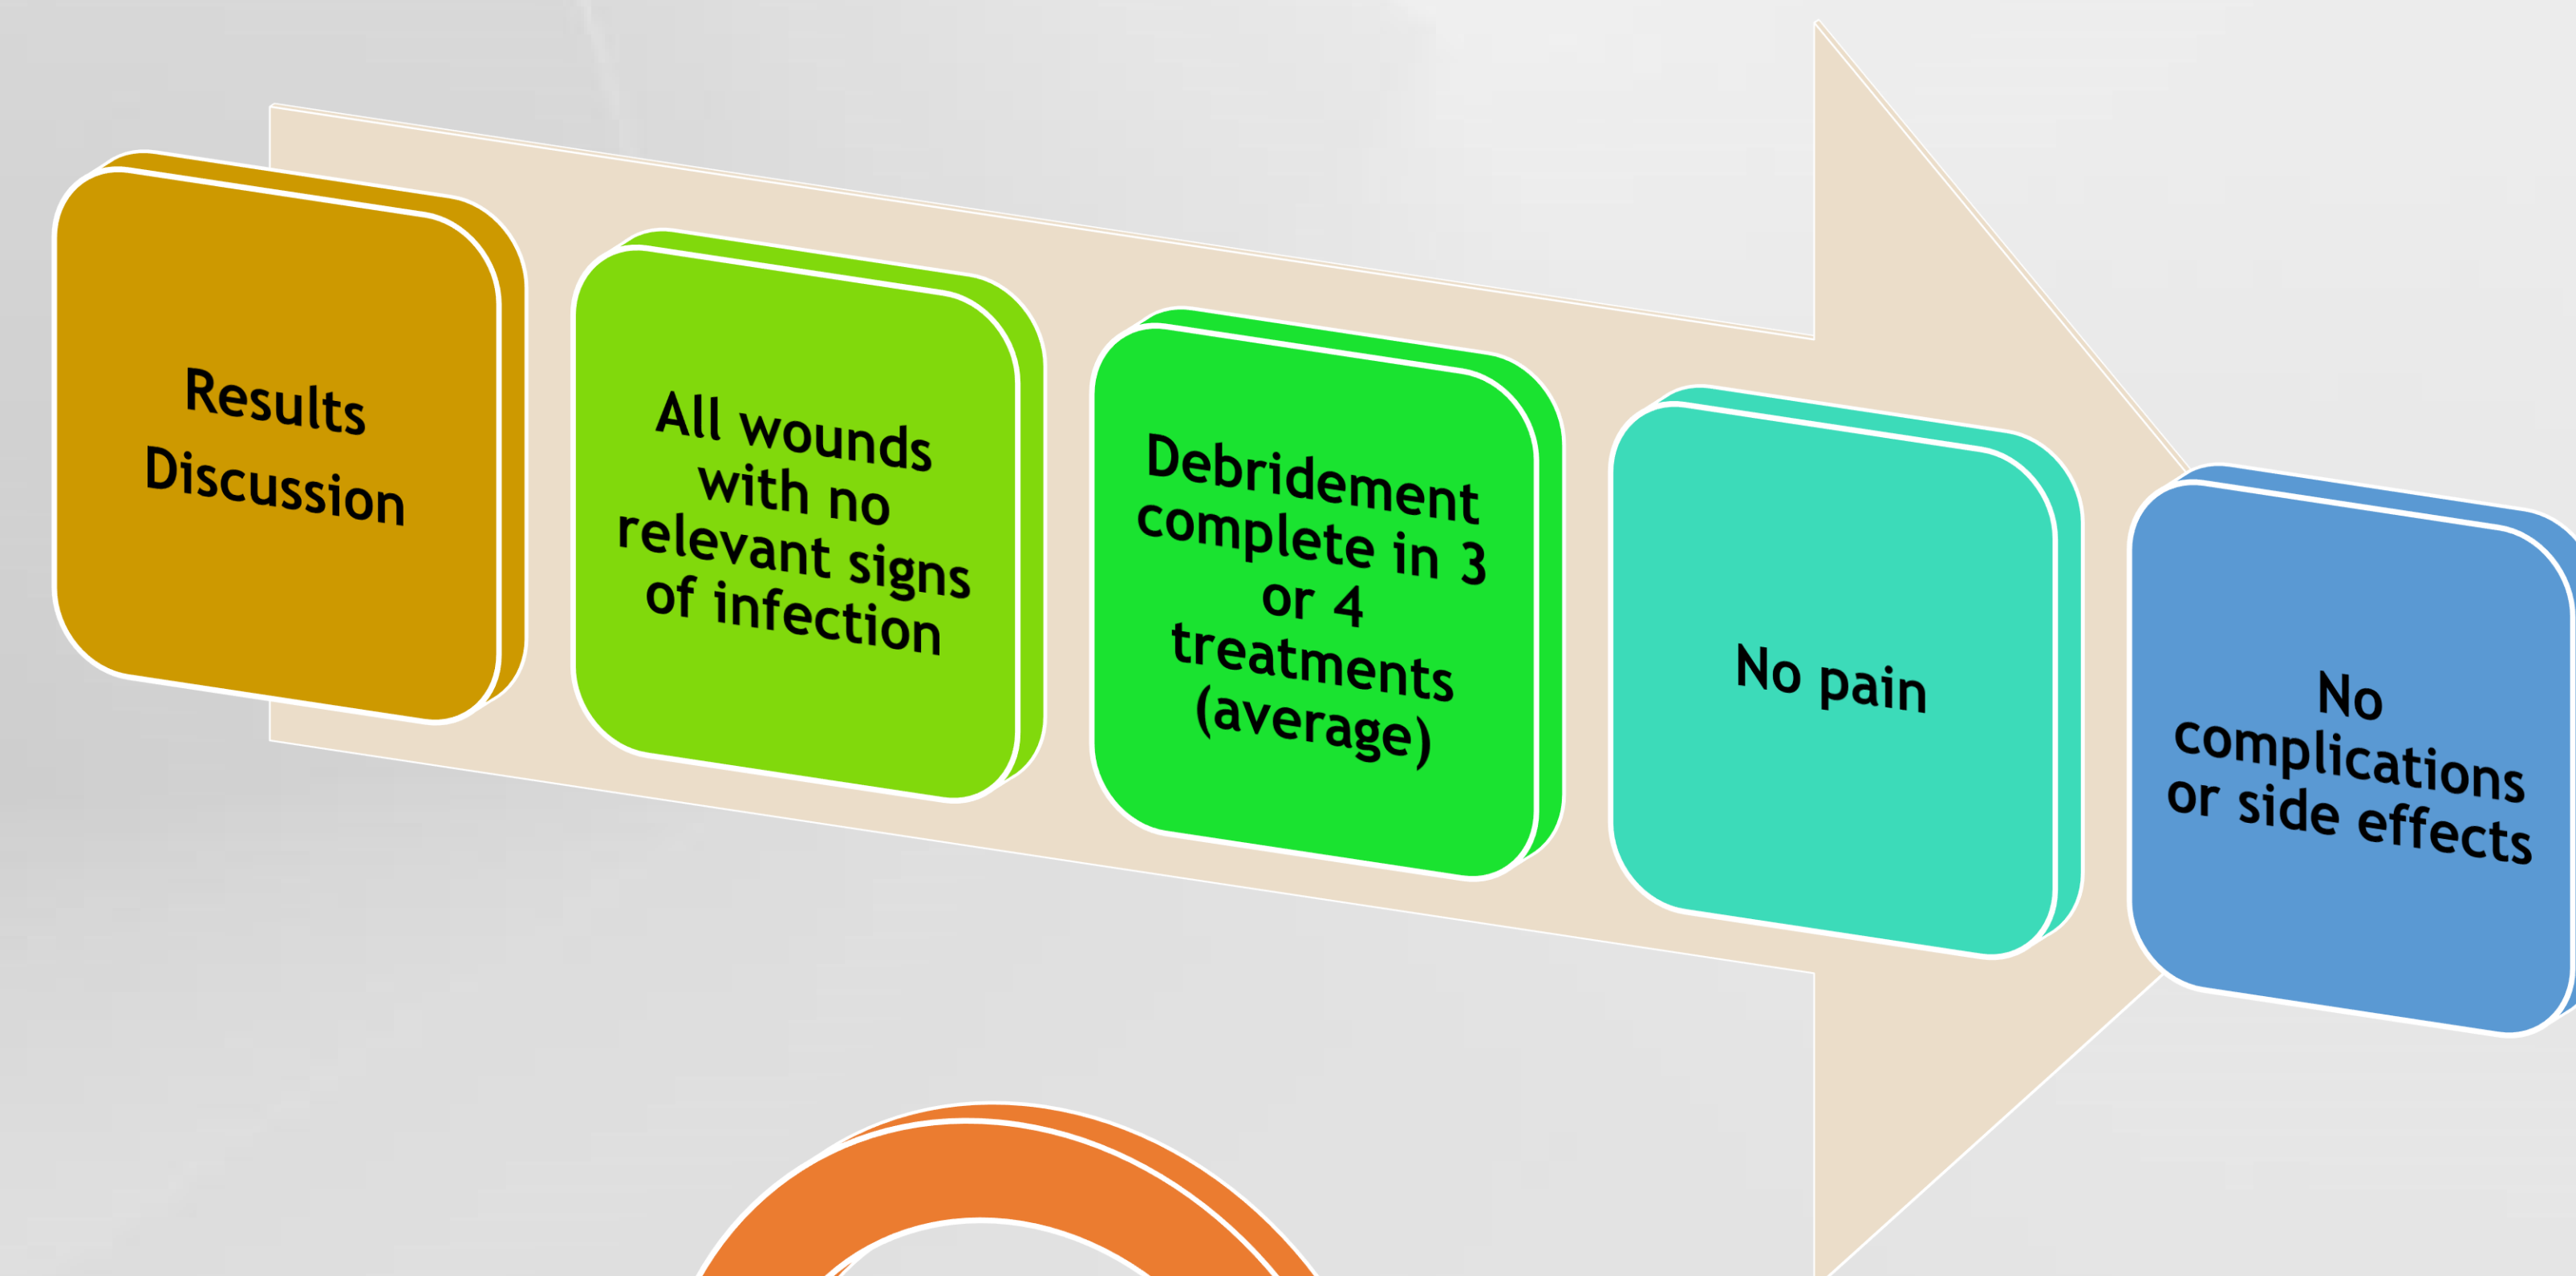 Results
Discussion
All wounds
with no
relevant signs
of infection
Debridement
complete in 3
or 4
treatments
(average)
No pain
No
complications
or side effects